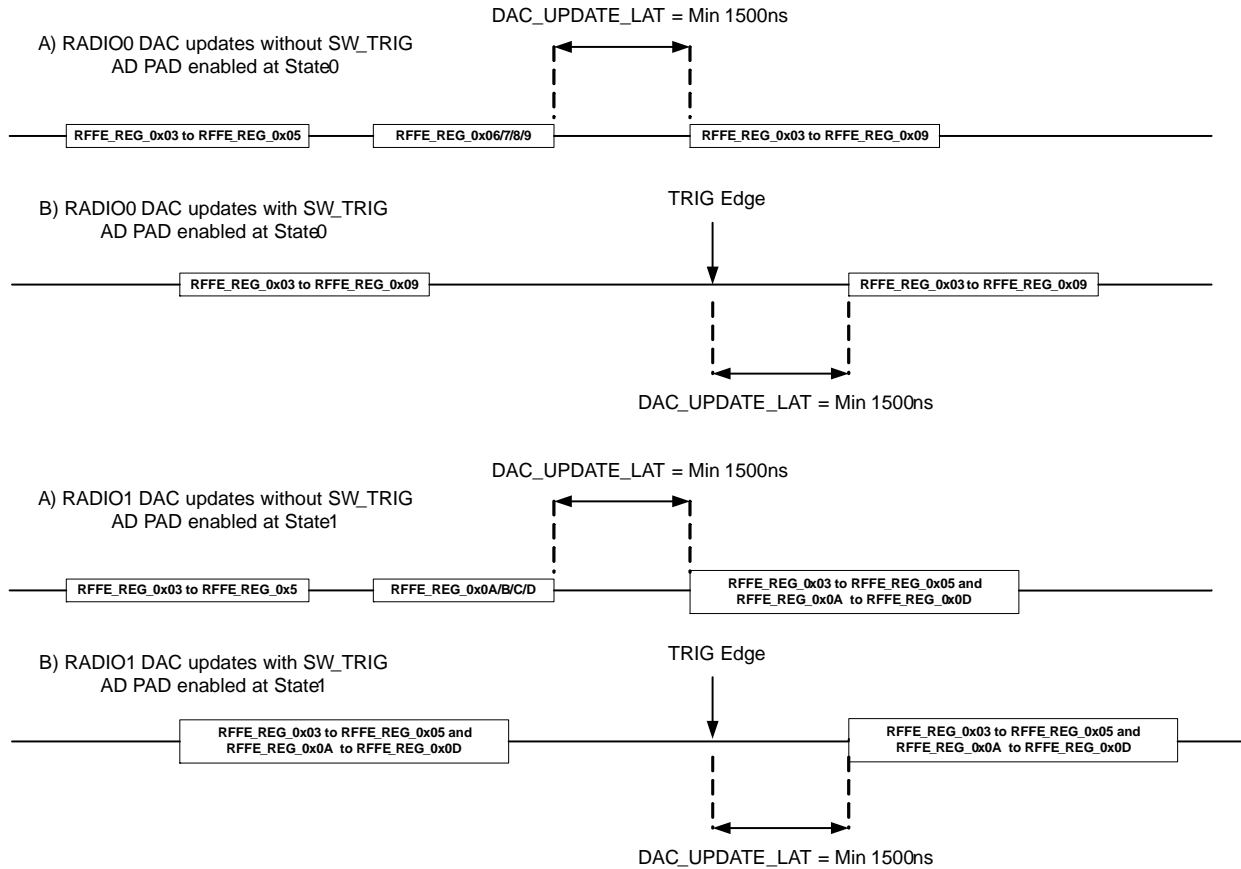 DAC_UPDATE_LAT = Min 1500ns
A) RADIO0 DAC updates without SW_TRIG
AD PAD enabled at State0
RFFE_REG_0x03 to RFFE_REG_0x05
RFFE_REG_0x06/7/8/9
RFFE_REG_0x03 to RFFE_REG_0x09
B) RADIO0 DAC updates with SW_TRIG
AD PAD enabled at State0
TRIG Edge
RFFE_REG_0x03 to RFFE_REG_0x09
RFFE_REG_0x03 to RFFE_REG_0x09
DAC_UPDATE_LAT = Min 1500ns
DAC_UPDATE_LAT = Min 1500ns
A) RADIO1 DAC updates without SW_TRIG
AD PAD enabled at State1
RFFE_REG_0x03 to RFFE_REG_0x5
RFFE_REG_0x0A/B/C/D
RFFE_REG_0x03 to RFFE_REG_0x05 and
RFFE_REG_0x0A to RFFE_REG_0x0D
B) RADIO1 DAC updates with SW_TRIG
AD PAD enabled at State1
TRIG Edge
RFFE_REG_0x03 to RFFE_REG_0x05 and
RFFE_REG_0x0A to RFFE_REG_0x0D
RFFE_REG_0x03 to RFFE_REG_0x05 and
RFFE_REG_0x0A to RFFE_REG_0x0D
DAC_UPDATE_LAT = Min 1500ns